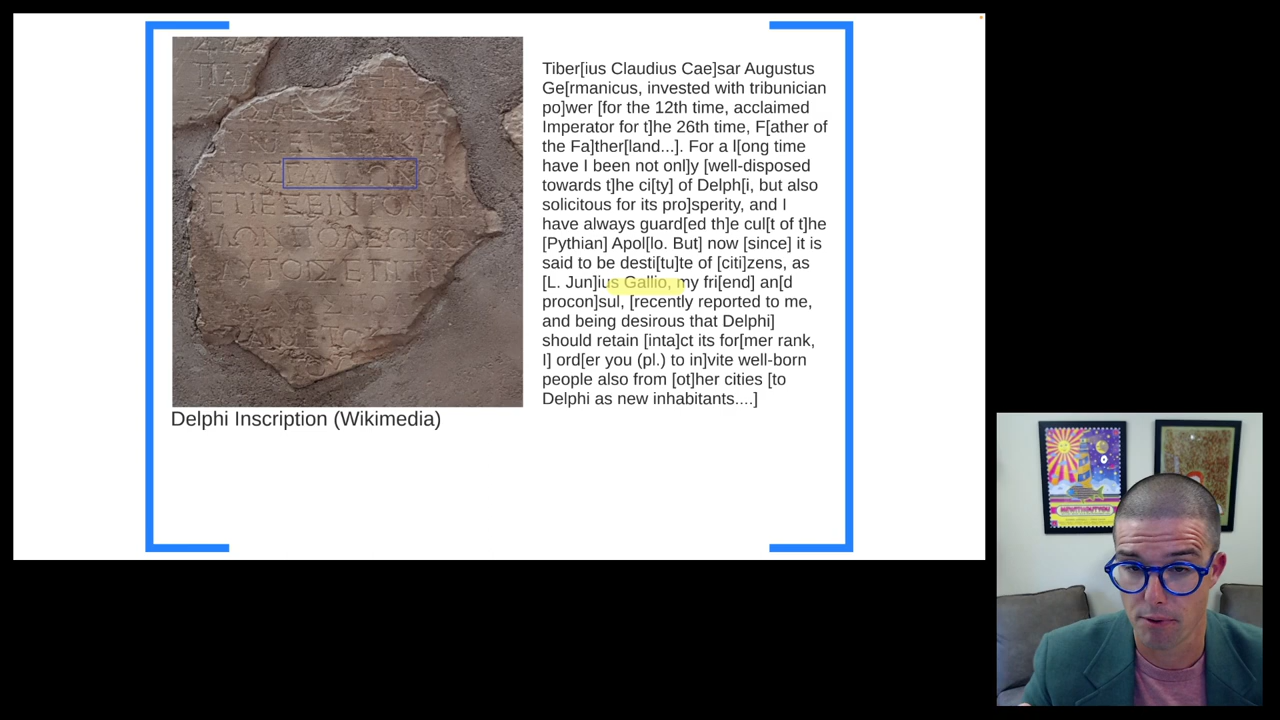 Tiber[ius Claudius Cae]sar Augustus
Ge[rmanicus, invested with tribunician
po]wer [for the 12th time, acclaimed
Imperator for t]he 26th time, F[ather of
the Fa]ther[land...]. For a l[ong time
have I been not onl]y [well-disposed
towards t]he ci[ty] of Delph[i, but also
solicitous for its pro]sperity, and I
have always guard[ed th]e cul[t of t]he
[Pythian] Apol[lo. But] now [since] it is
said to be desti[tu]te of [citi]zens, as
[L. Jun]ius Gallio, my fri[end] an[d
procon]sul, [recently reported to me,
and being desirous that Delphi]
should retain [inta]ct its for[mer rank,
I] ord[er you (pl.) to in]vite well-born
people also from [ot]her cities [to
Delphi as new inhabitants....]
ΕΤΙΕΞΕΙΝΤΟΝΠ
ΛΩΝΠΟΛΕΩΝΚ
ΑΥΤΟΙΣΕΠΙΤΡ
Delphi Inscription (Wikimedia)